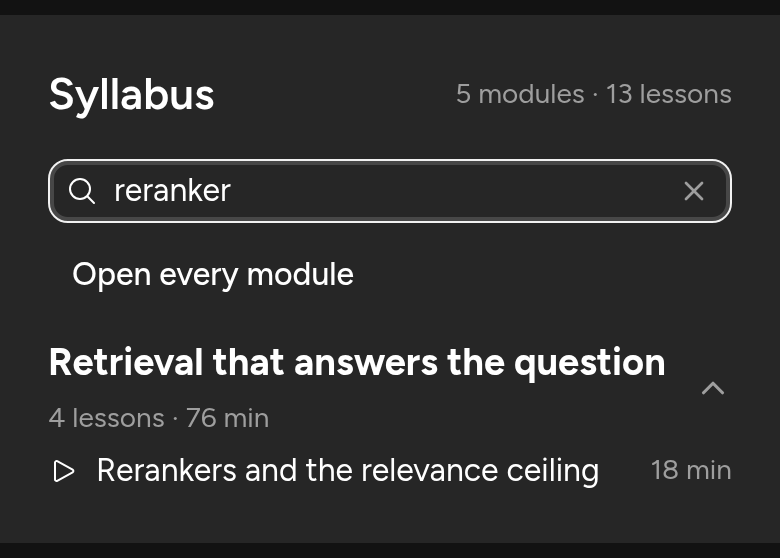 Syllabus
5 modules · 13 lessons
reranker
Open every module
Retrieval that answers the question
4 lessons · 76 min
Rerankers and the relevance ceiling 18 min